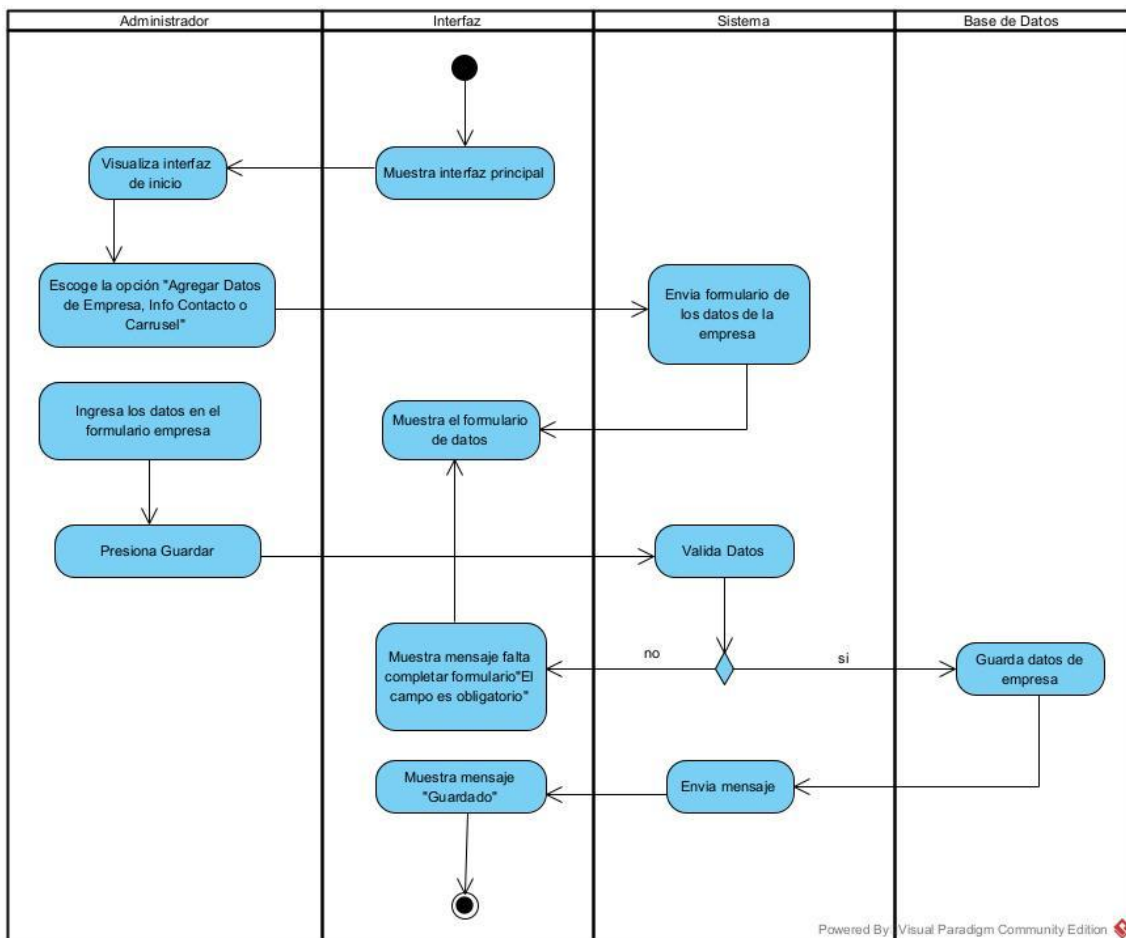 Administrador
Interfaz
Sistema
Base de Datos
Visualiza interfaz
de inicio
Muestra interfaz principal
Escoge la opción "Agregar Datos
de Empresa, Info Contacto o
Carrusel"
Envia formulario de
los datos de la
empresa
Ingresa los datos en el
formulario empresa
Muestra el formulario
de datos
Presiona Guardar
Valida Datos
Muestra mensaje falta
completar formulario"El
campo es obligatorio"
no
si
Guarda datos de
empresa
Muestra mensaje
"Guardado"
Envia mensaje
Powered By Visual Paradigm Community Edition